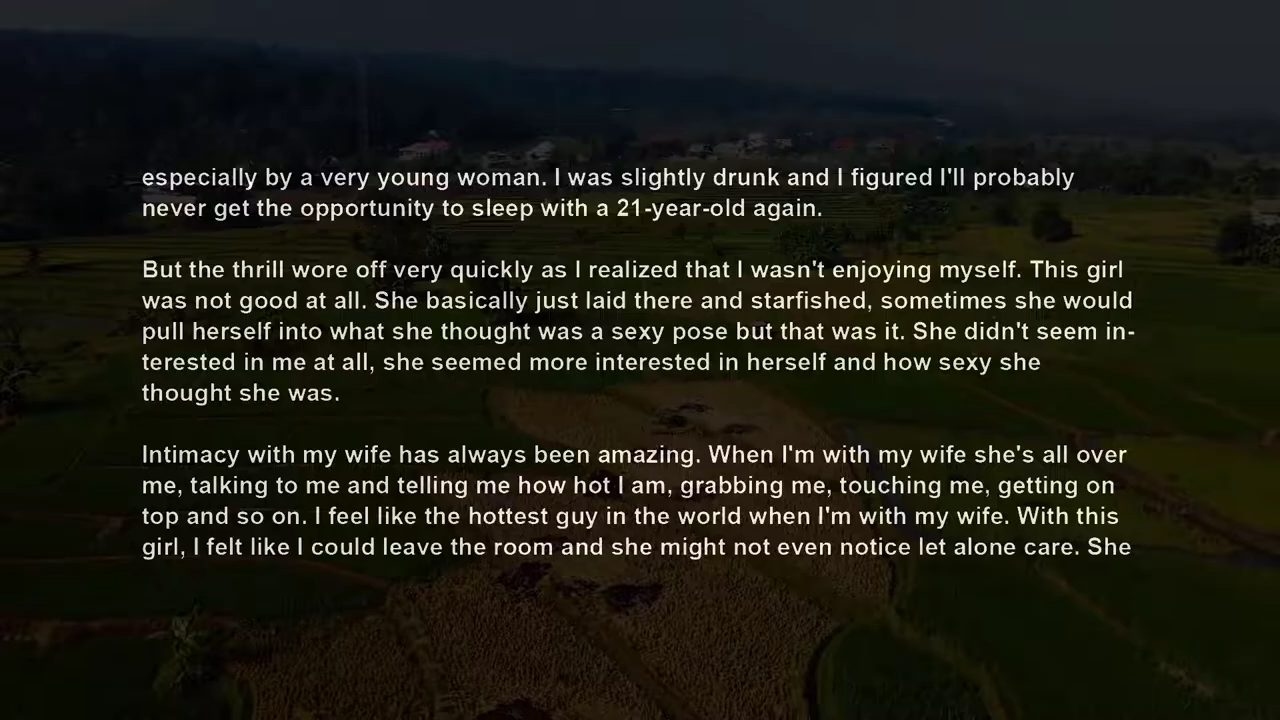 especially by a very young woman. I was slightly drunk and I figured I'll probably
never get the opportunity to sleep with a 21-year-old again.
But the thrill wore off very quickly as I realized that I wasn't enjoying myself. This girl
was not good at all. She basically just laid there and starfished, sometimes she would
pull herself into what she thought was a sexy pose but that was it. She didn't seem in-
terested in me at all, she seemed more interested in herself and how sexy she
thought she was.
Intimacy with my wife has always been amazing. When I'm with my wife she's all over
me, talking to me and telling me how hot I am, grabbing me, touching me, getting on
top and so on. I feel like the hottest guy in the world when I'm with my wife. With this
girl, I felt like I could leave the room and she might not even notice let alone care. She